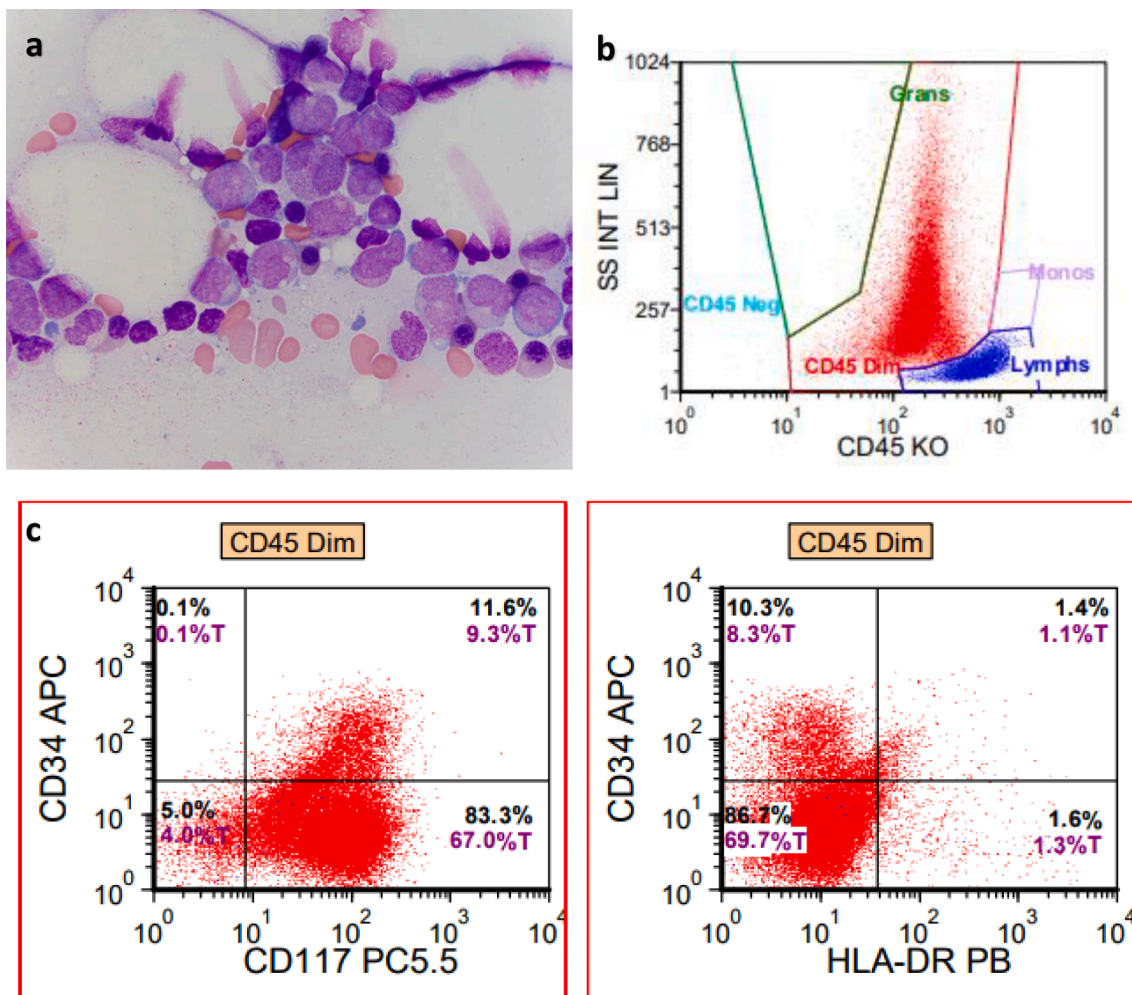 a
b
SS INT LIN
1024
768
513
257
1
Grans
Monos
CD45 Neg
CD45 Dim
Lymphs
10^0
10^1
10^2
10^3
10^4
CD45 KO
c
CD45 Dim
CD34 APC
10^4
10^3
10^2
10^1
10^0
0.1%
0.1%T
11.6%
9.3%T
5.0%
4.0%T
83.3%
67.0%T
10^0
10^1
10^2
10^3
10^4
CD117 PC5.5
CD45 Dim
CD34 APC
10^4
10^3
10^2
10^1
10^0
10.3%
8.3%T
1.4%
1.1%T
86.7%
69.7%T
1.6%
1.3%T
10^0
10^1
10^2
10^3
10^4
HLA-DR PB